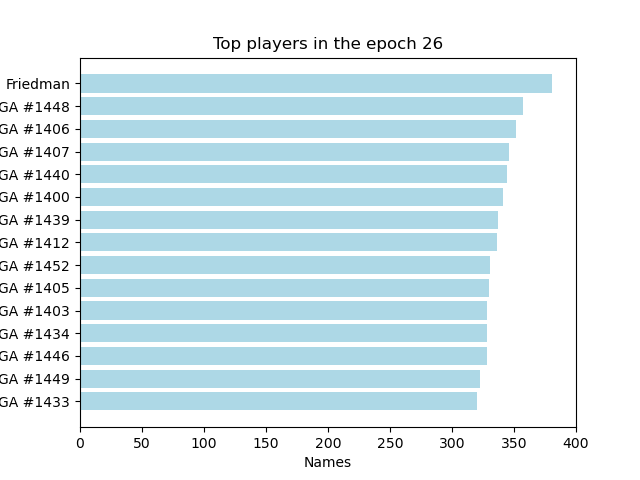 Top players in the epoch 26
Friedman
GA #1448
GA #1406
GA #1407
GA #1440
GA #1400
GA #1439
GA #1412
GA #1452
GA #1405
GA #1403
GA #1434
GA #1446
GA #1449
GA #1433
0 50 100 150 200 250 300 350 400
Names